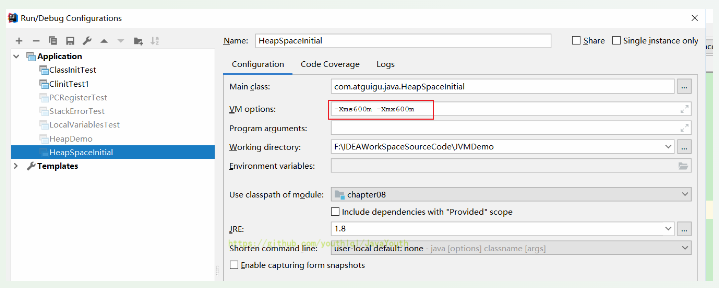 Run/Debug Configurations
Name: HeapSpaceInitial
Share
Single instance only
Application
ClassInitTest
ClinitTest1
PCRegisterTest
StackErrorTest
LocalVariablesTest
HeapDemo
HeapSpaceInitial
Templates
Configuration Code Coverage Logs
Main class: com.atguigu.java.HeapSpaceInitial
VM options: -Xms600m -Xmx600m
Program arguments:
Working directory: F:\IDEAWorkSpaceSourceCode\JVMDemo
Environment variables:
Use classpath of module: chapter08
Include dependencies with "Provided" scope
JRE: 1.8
Shorten command line: user-local default: none - java [options] classname [args]
Enable capturing form snapshots